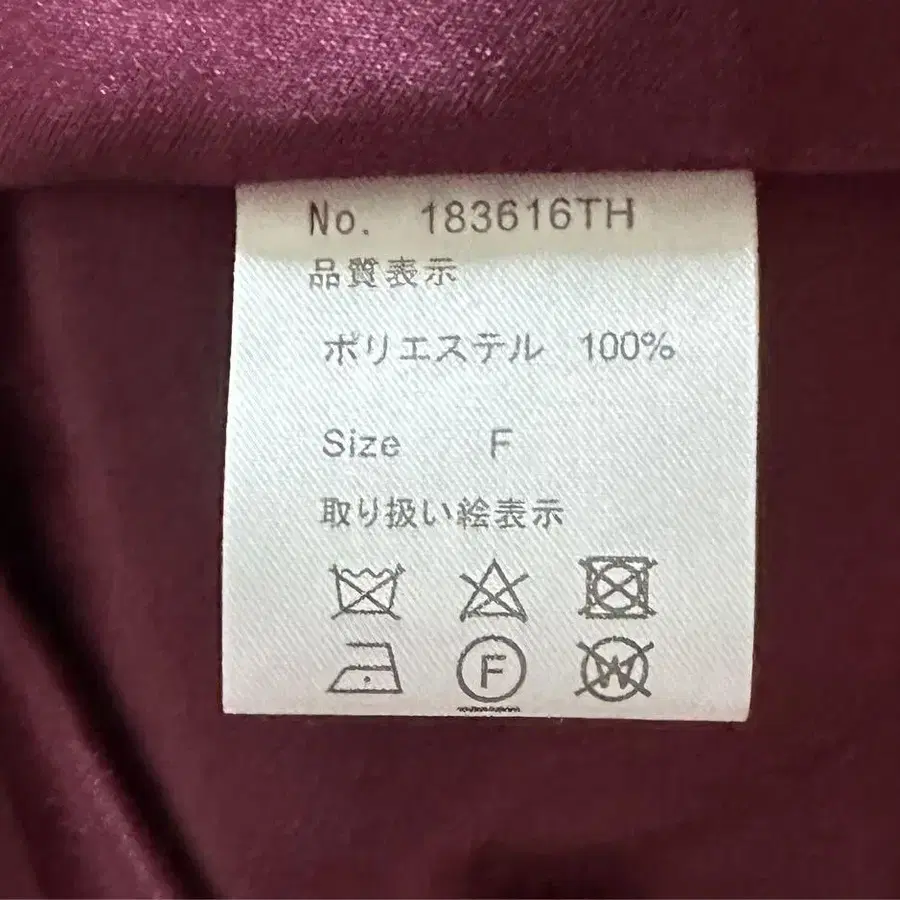 No. 183616TH
品質表示
ポリエステル 100%
Size F
取り扱い絵表示
F
W